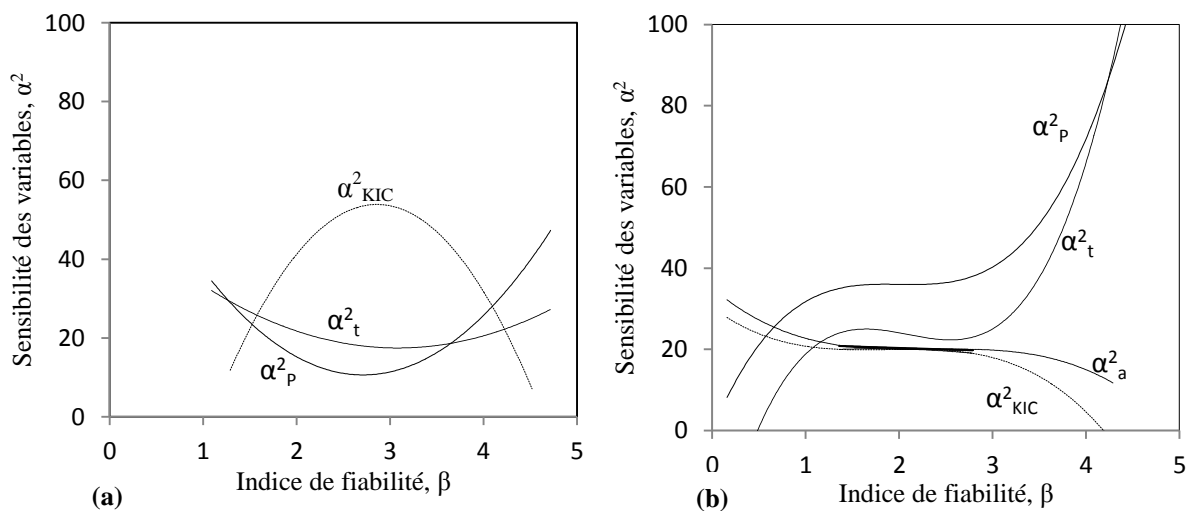 Sensibilité des variables, α²
100
80
60
40
20
0
0 1 2 3 4 5
α²KIC
α²t
α²P
Indice de fiabilité, β
(a)
Sensibilité des variables, α²
100
80
60
40
20
0
0 1 2 3 4 5
α²P
α²t
α²a
α²KIC
Indice de fiabilité, β
(b)